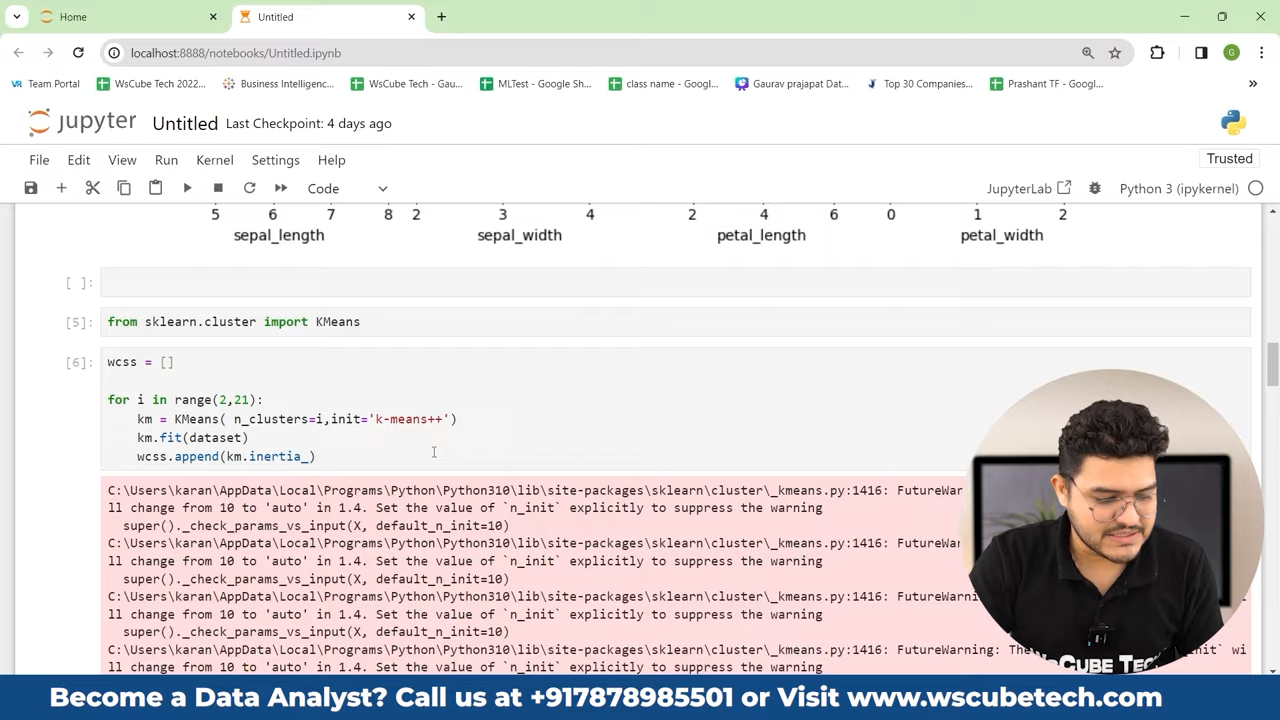 Home
Untitled
localhost:8888/notebooks/Untitled.ipynb
Team Portal
WsCube Tech 2022...
Business Intelligenc...
WsCube Tech - Gau...
MLTest - Google Sh...
class name - Googl...
Gaurav prajapat Dat...
Top 30 Companies...
Prashant TF - Googl...
jupyter Untitled Last Checkpoint: 4 days ago
File Edit View Run Kernel Settings Help
Trusted
Code
JupyterLab
Python 3 (ipykernel)
5 6 7 8 2 3 4 2 4 6 0 1 2
sepal_length sepal_width petal_length petal_width
[ ]:
[5]: from sklearn.cluster import KMeans
[6]: wcss = []
for i in range(2,21):
km = KMeans( n_clusters=i,init='k-means++')
km.fit(dataset)
wcss.append(km.inertia_)
C:\Users\karan\AppData\Local\Programs\Python\Python310\lib\site-packages\sklearn\cluster\_kmeans.py:1416: FutureWar
ll change from 10 to 'auto' in 1.4. Set the value of `n_init` explicitly to suppress the warning
super()._check_params_vs_input(X, default_n_init=10)
C:\Users\karan\AppData\Local\Programs\Python\Python310\lib\site-packages\sklearn\cluster\_kmeans.py:1416: FutureWar
ll change from 10 to 'auto' in 1.4. Set the value of `n_init` explicitly to suppress the warning
super()._check_params_vs_input(X, default_n_init=10)
C:\Users\karan\AppData\Local\Programs\Python\Python310\lib\site-packages\sklearn\cluster\_kmeans.py:1416: FutureWarni
ll change from 10 to 'auto' in 1.4. Set the value of `n_init` explicitly to suppress the warning
super()._check_params_vs_input(X, default_n_init=10)
C:\Users\karan\AppData\Local\Programs\Python\Python310\lib\site-packages\sklearn\cluster\_kmeans.py:1416: FutureWarning: The wi
ll change from 10 to 'auto' in 1.4. Set the value of `n_init` explicitly to suppress the warning
WsCUBE TECH
Become a Data Analyst? Call us at +917878985501 or Visit www.wscubetech.com